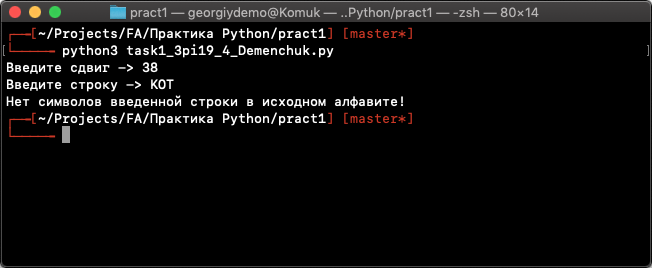 pract1 — georgiydemo@Komuk — ..Python/pract1 — -zsh — 80×14
[~/Projects/FA/Практика Python/pract1] [master*]
python3 task1_3pi19_4_Demenchuk.py
Введите сдвиг —> 38
Введите строку —> КОТ
Нет символов введенной строки в исходном алфавите!
[~/Projects/FA/Практика Python/pract1] [master*]